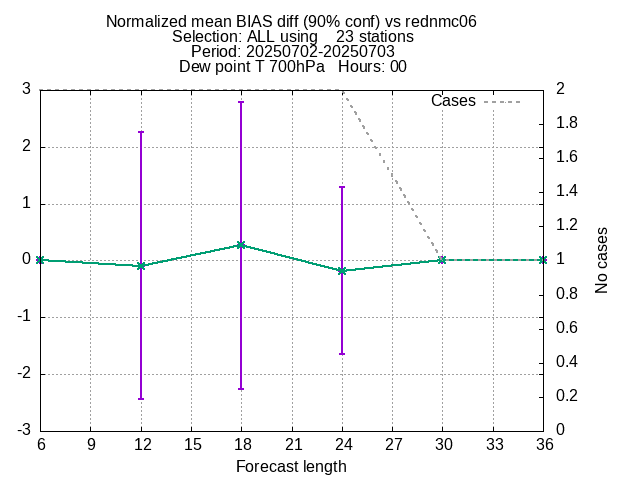 Normalized mean BIAS diff (90% conf) vs rednmc06
Selection: ALL using    23 stations
Period: 20250702-20250703
Dew point T 700hPa   Hours: 00
3
2
1
0
-1
-2
-3
Cases
2
1.8
1.6
1.4
1.2
1
0.8
0.6
0.4
0.2
0
No cases
6 9 12 15 18 21 24 27 30 33 36
Forecast length